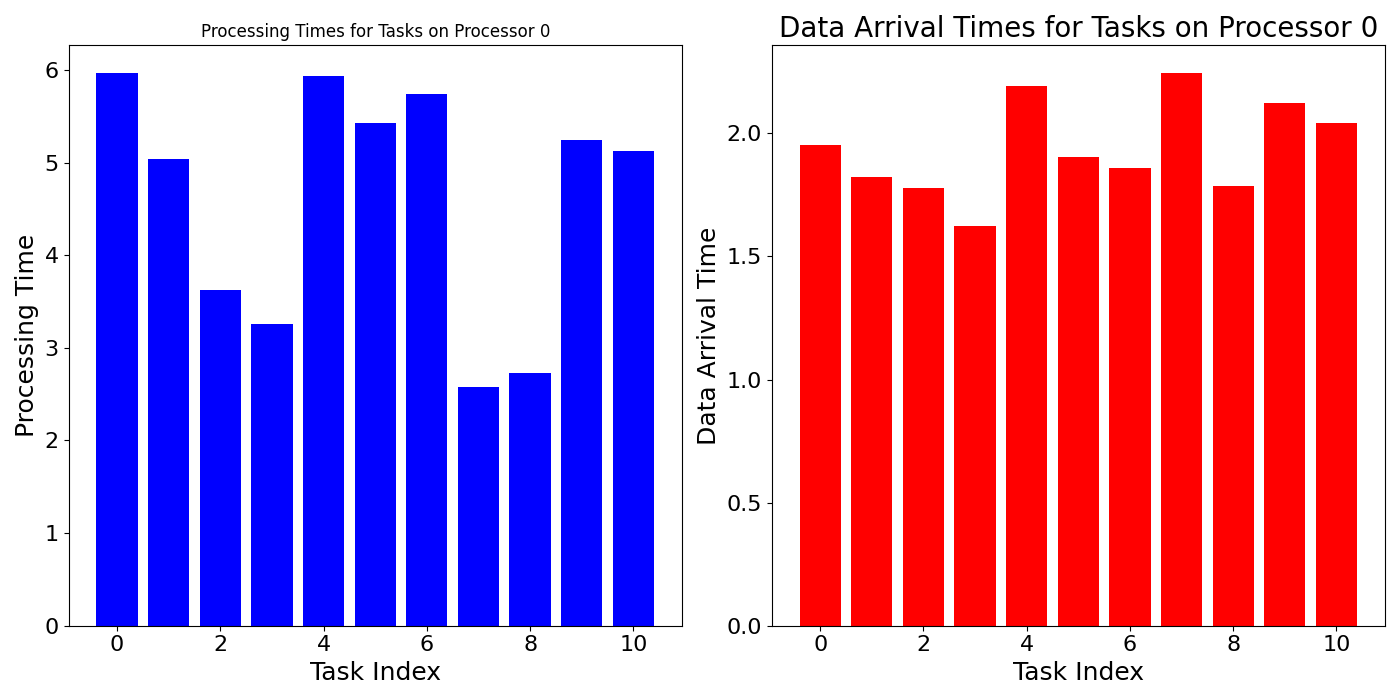 Processing Times for Tasks on Processor 0
Processing Time
6
5
4
3
2
1
0
0 2 4 6 8 10
Task Index
Data Arrival Times for Tasks on Processor 0
Data Arrival Time
2.0
1.5
1.0
0.5
0.0
0 2 4 6 8 10
Task Index